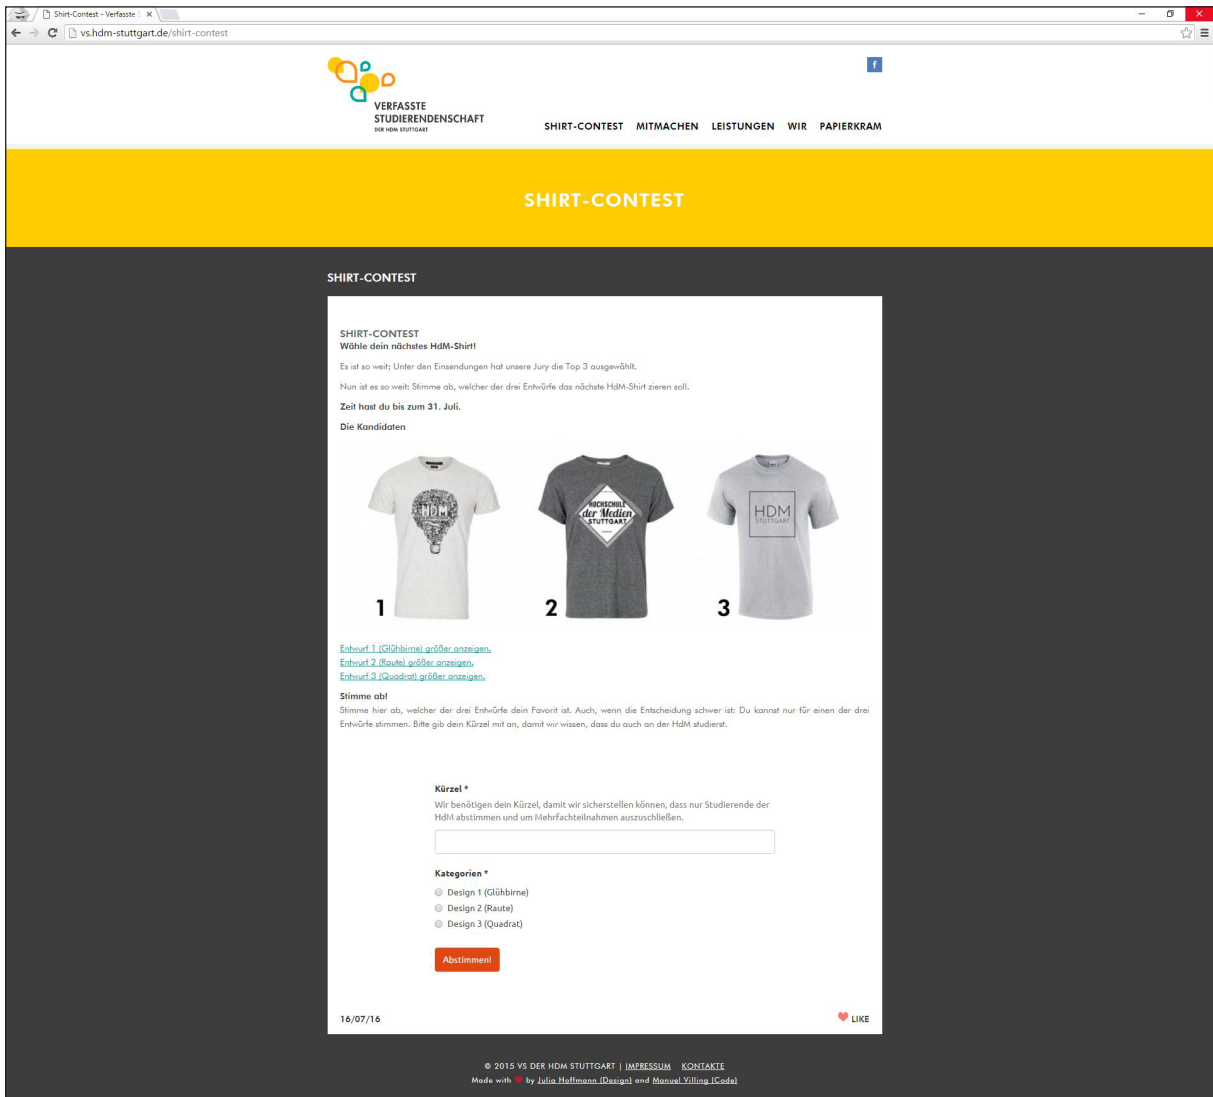 Shirt-Contest - Verfasste S
vs.hdm-stuttgart.de/shirt-contest
f
VERFASSTE
STUDIERENDENSCHAFT
DER HDM STUTTGART
SHIRT-CONTEST MITMACHEN LEISTUNGEN WIR PAPIERKRAM
SHIRT-CONTEST
SHIRT-CONTEST
SHIRT-CONTEST
Wähle dein nächstes HdM-Shirt!
Es ist so weit; Unter den Einsendungen hat unsere Jury die Top 3 ausgewählt.
Nun ist es so weit: Stimme ab, welcher der drei Entwürfe das nächste HdM-Shirt zieren soll.
Zeit hast du bis zum 31. Juli.
Die Kandidaten
HDM
HOCHSCHULE
der Medien
STUTTGART
HDM
STUTTGART
1 2 3
Entwurf 1 (Glühbirne) größer anzeigen.
Entwurf 2 (Raute) größer anzeigen.
Entwurf 3 (Quadrat) größer anzeigen.
Stimme ab!
Stimme hier ab, welcher der drei Entwürfe dein Favorit ist. Auch, wenn die Entscheidung schwer ist: Du kannst nur für einen der drei
Entwürfe stimmen. Bitte gib dein Kürzel mit an, damit wir wissen, dass du auch an der HdM studierst.
Kürzel *
Wir benötigen dein Kürzel, damit wir sicherstellen können, dass nur Studierende der
HdM abstimmen und um Mehrfachteilnahmen auszuschließen.
Kategorien *
Design 1 (Glühbirne)
Design 2 (Raute)
Design 3 (Quadrat)
Abstimmen!
16/07/16 LIKE
© 2015 VS DER HDM STUTTGART | IMPRESSUM KONTAKTE
Made with ♥ by Julia Hoffmann (Design) and Manuel Villing (Code)